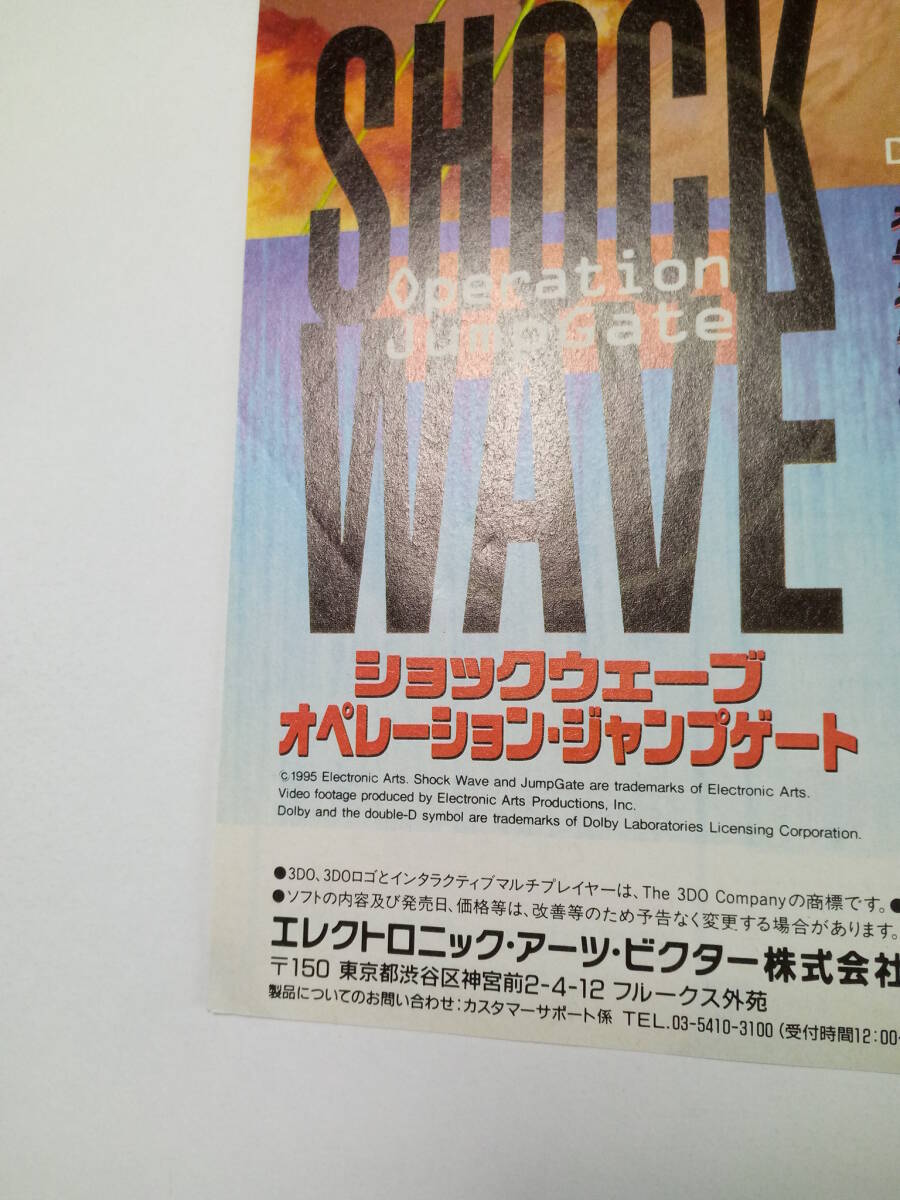 SHOCK
Operation
JumpGate
WAVE
ショックウェーブ
オペレーション・ジャンプゲート
©1995 Electronic Arts. Shock Wave and JumpGate are trademarks of Electronic Arts.
Video footage produced by Electronic Arts Productions, Inc.
Dolby and the double-D symbol are trademarks of Dolby Laboratories Licensing Corporation.
●3DO、3DOロゴとインタラクティブマルチプレイヤーは、The 3DO Companyの商標です。●
●ソフトの内容及び発売日、価格等は、改善等のため予告なく変更する場合があります。
エレクトロニック・アーツ・ビクター株式会社
〒150 東京都渋谷区神宮前2-4-12 フルークス外苑
製品についてのお問い合わせ：カスタマーサポート係 TEL.03-5410-3100（受付時間12:00